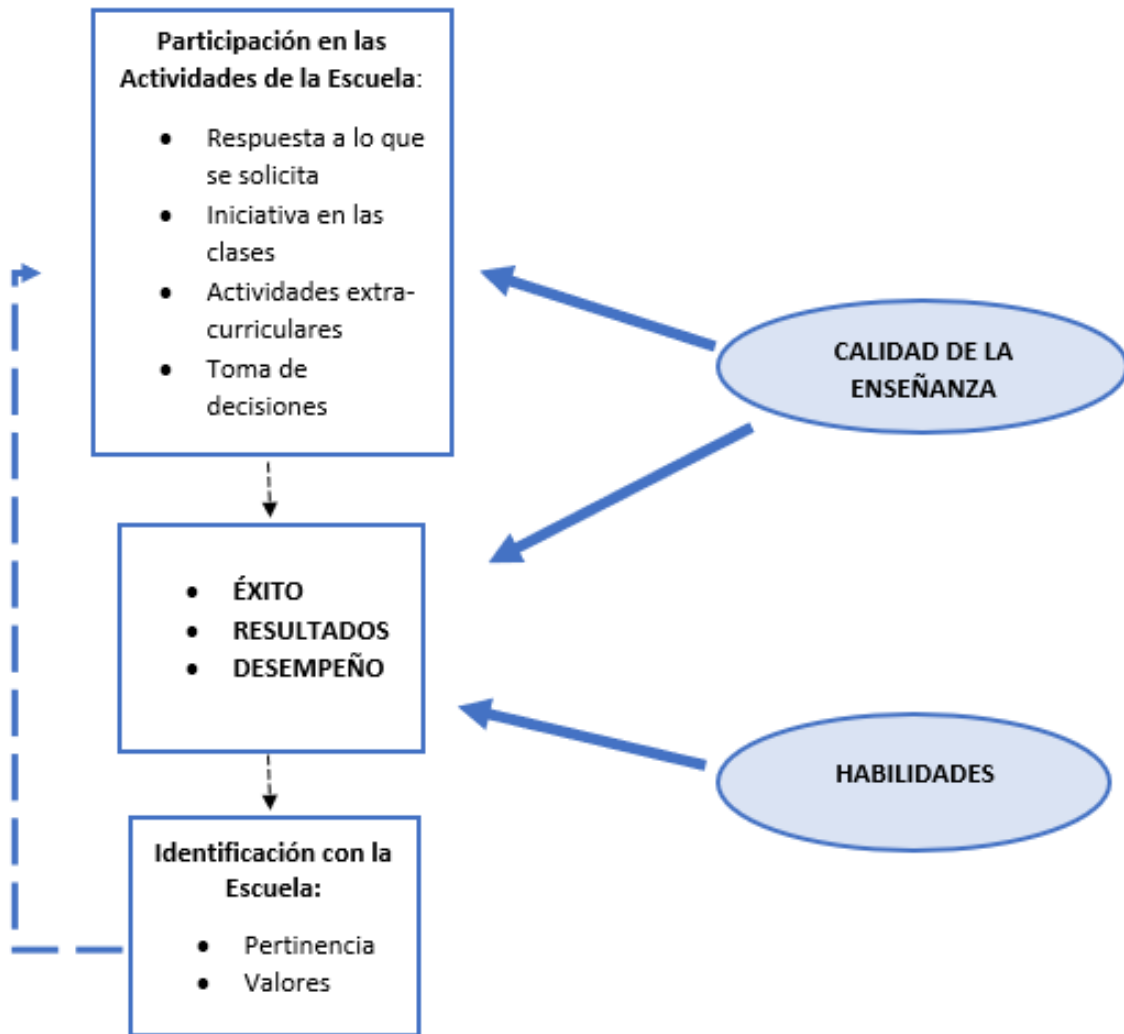 Participación en las
Actividades de la Escuela:
● Respuesta a lo que
se solicita
● Iniciativa en las
clases
● Actividades extra-
curriculares
● Toma de
decisiones
CALIDAD DE LA
ENSEÑANZA
● ÉXITO
● RESULTADOS
● DESEMPEÑO
HABILIDADES
Identificación con la
Escuela:
● Pertinencia
● Valores